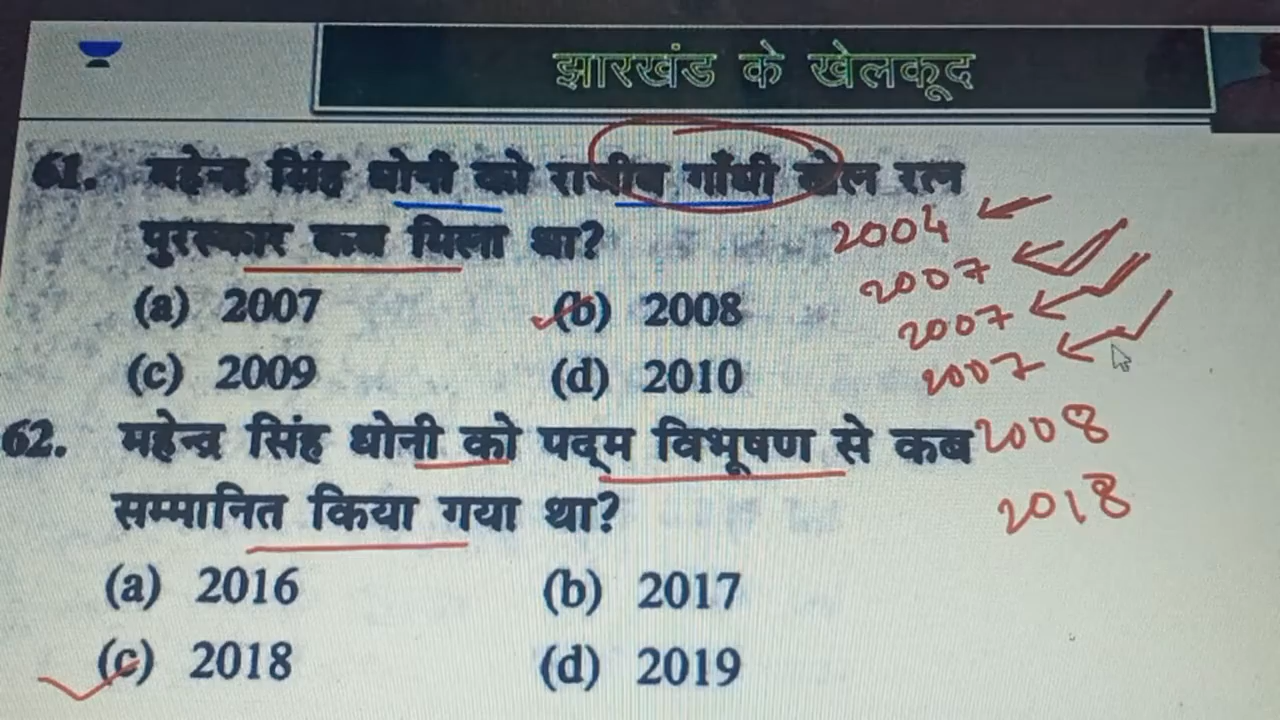 झारखंड के खेलकूद
61. महेन्द्र सिंह धोनी को राजीव गाँधी खेल रत्न
2004
पुरस्कार कब मिला था?
2007
(a) 2007 (b) 2008
2007
(c) 2009 (d) 2010
2007
62. महेन्द्र सिंह धोनी को पद्म विभूषण से कब
2008
सम्मानित किया गया था?
2018
(a) 2016 (b) 2017
(c) 2018 (d) 2019